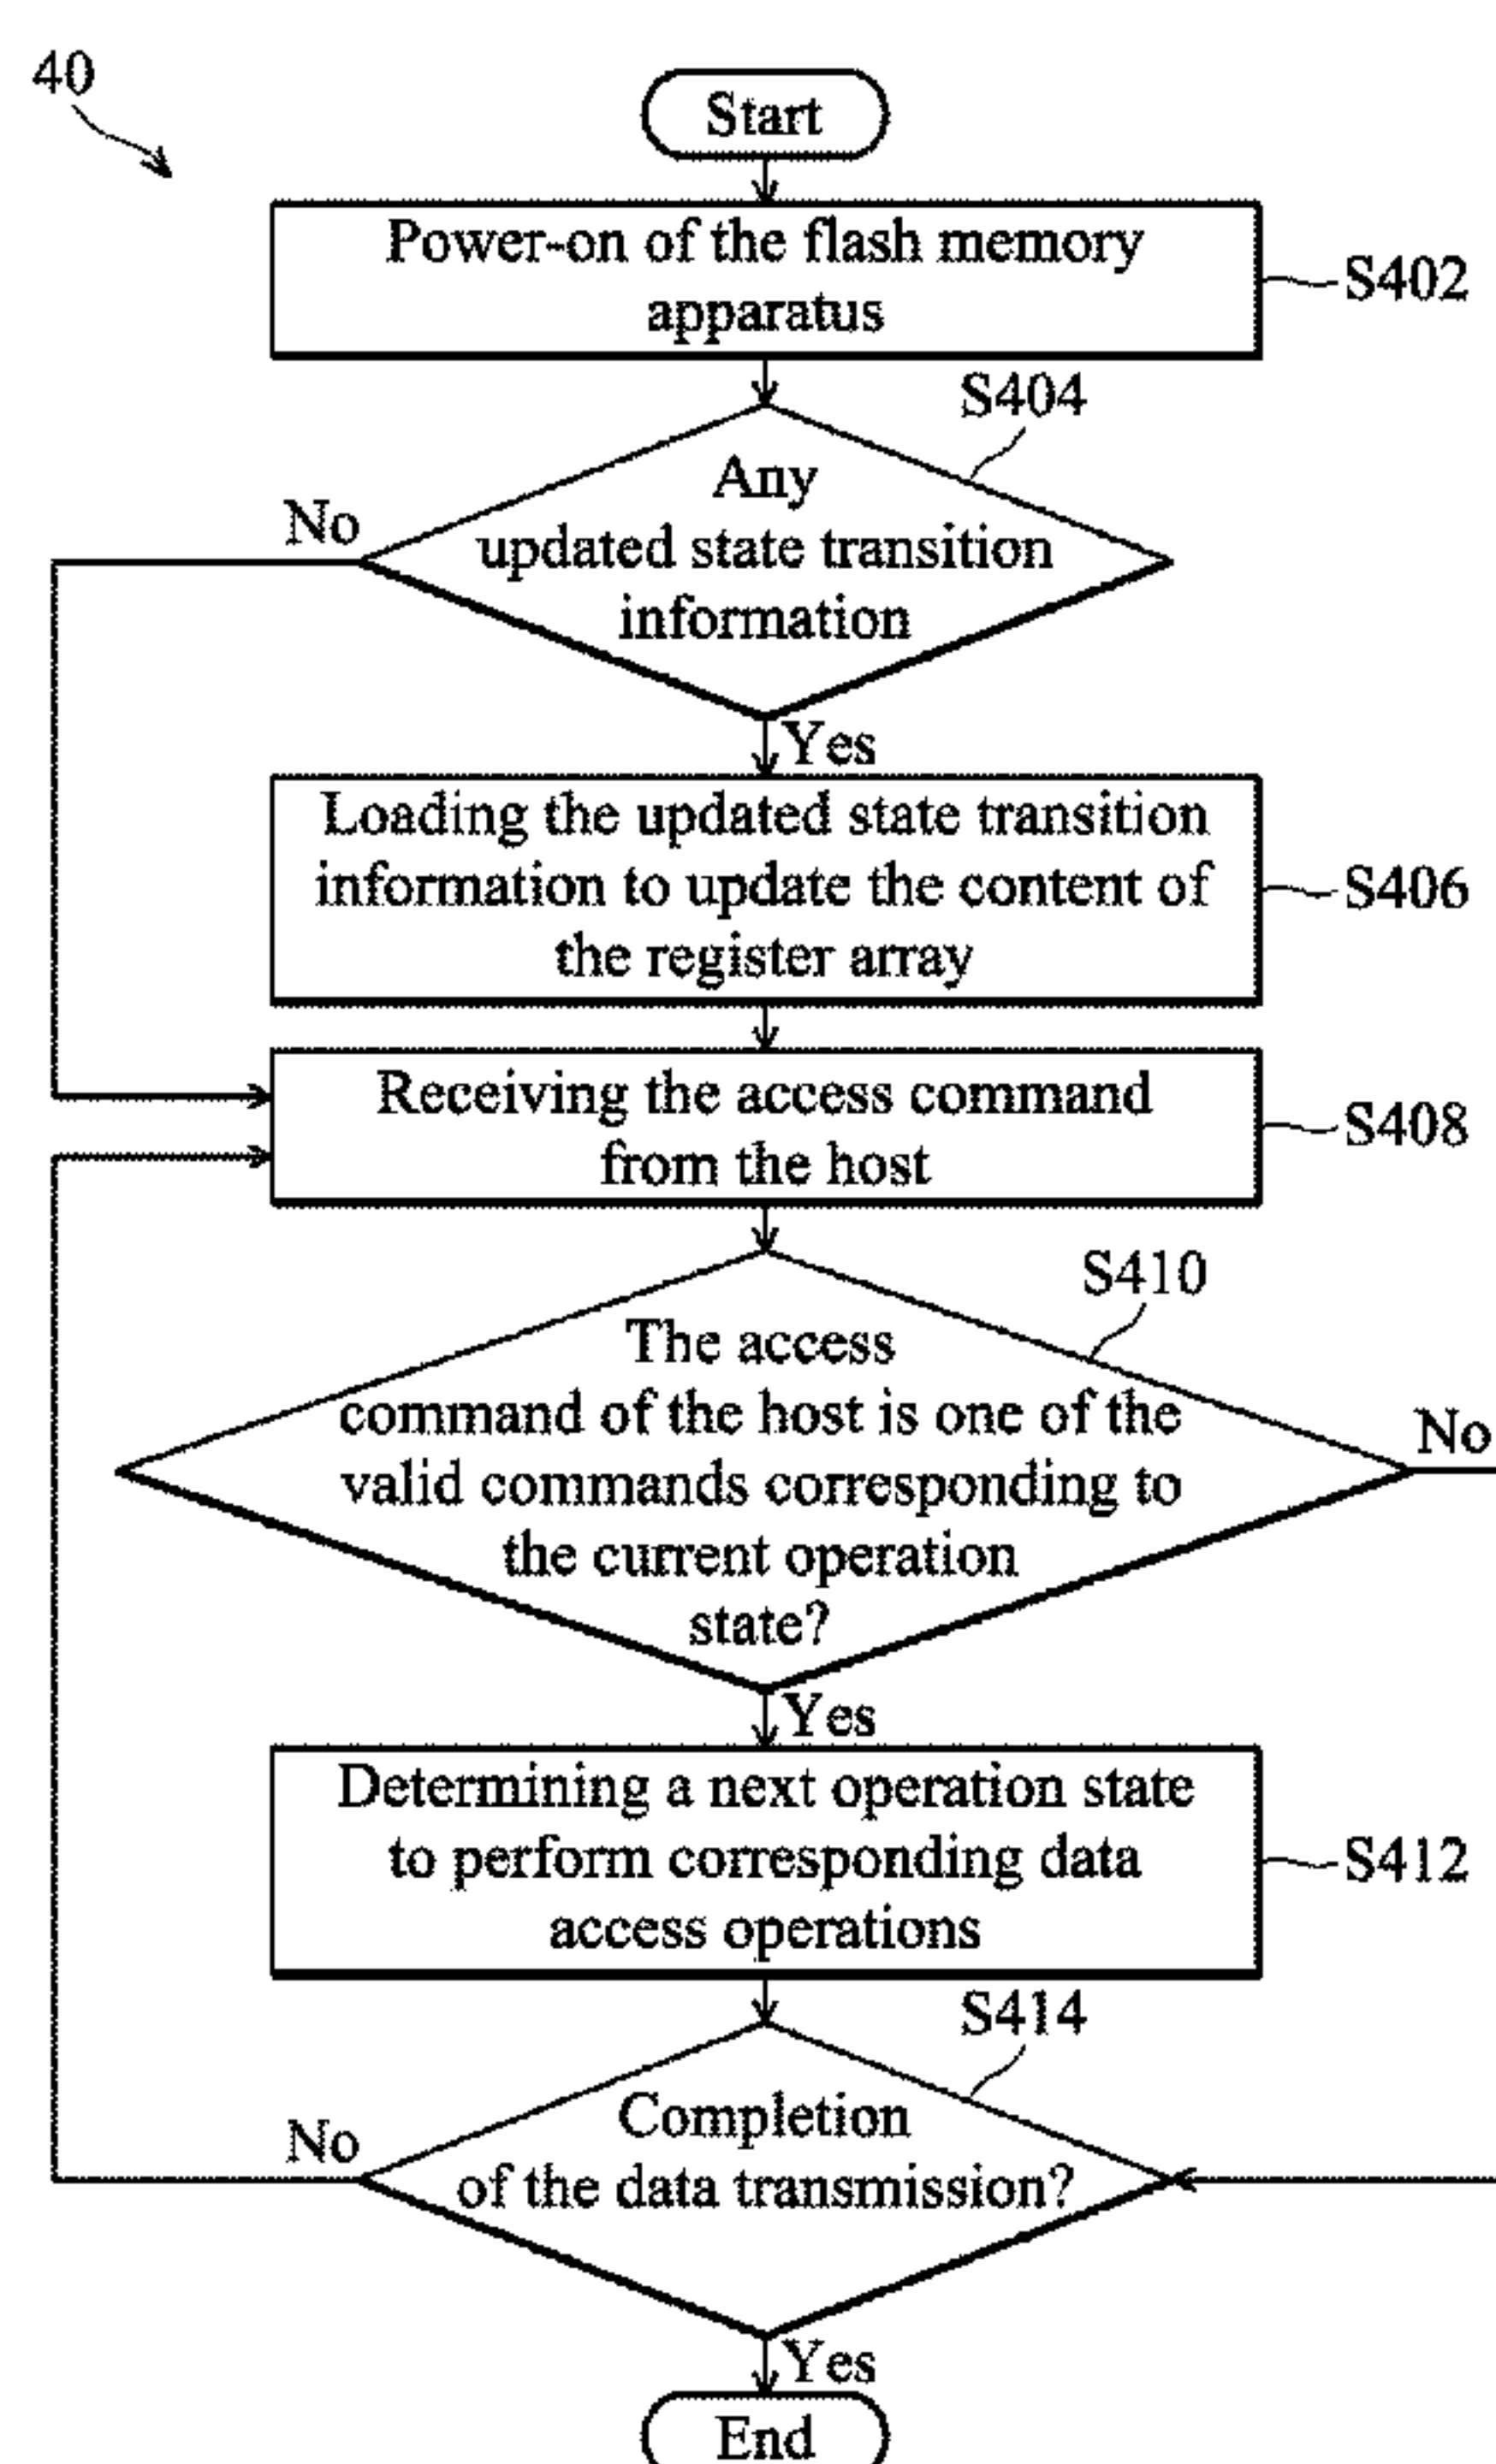 40
Start
Power-on of the flash memory
apparatus
S402
S404
Any
updated state transition
information
No
Yes
Loading the updated state transition
information to update the content of
the register array
S406
Receiving the access command
from the host
S408
S410
The access
command of the host is one of the
valid commands corresponding to
the current operation
state?
No
Yes
Determining a next operation state
to perform corresponding data
access operations
S412
S414
Completion
of the data transmission?
No
Yes
End